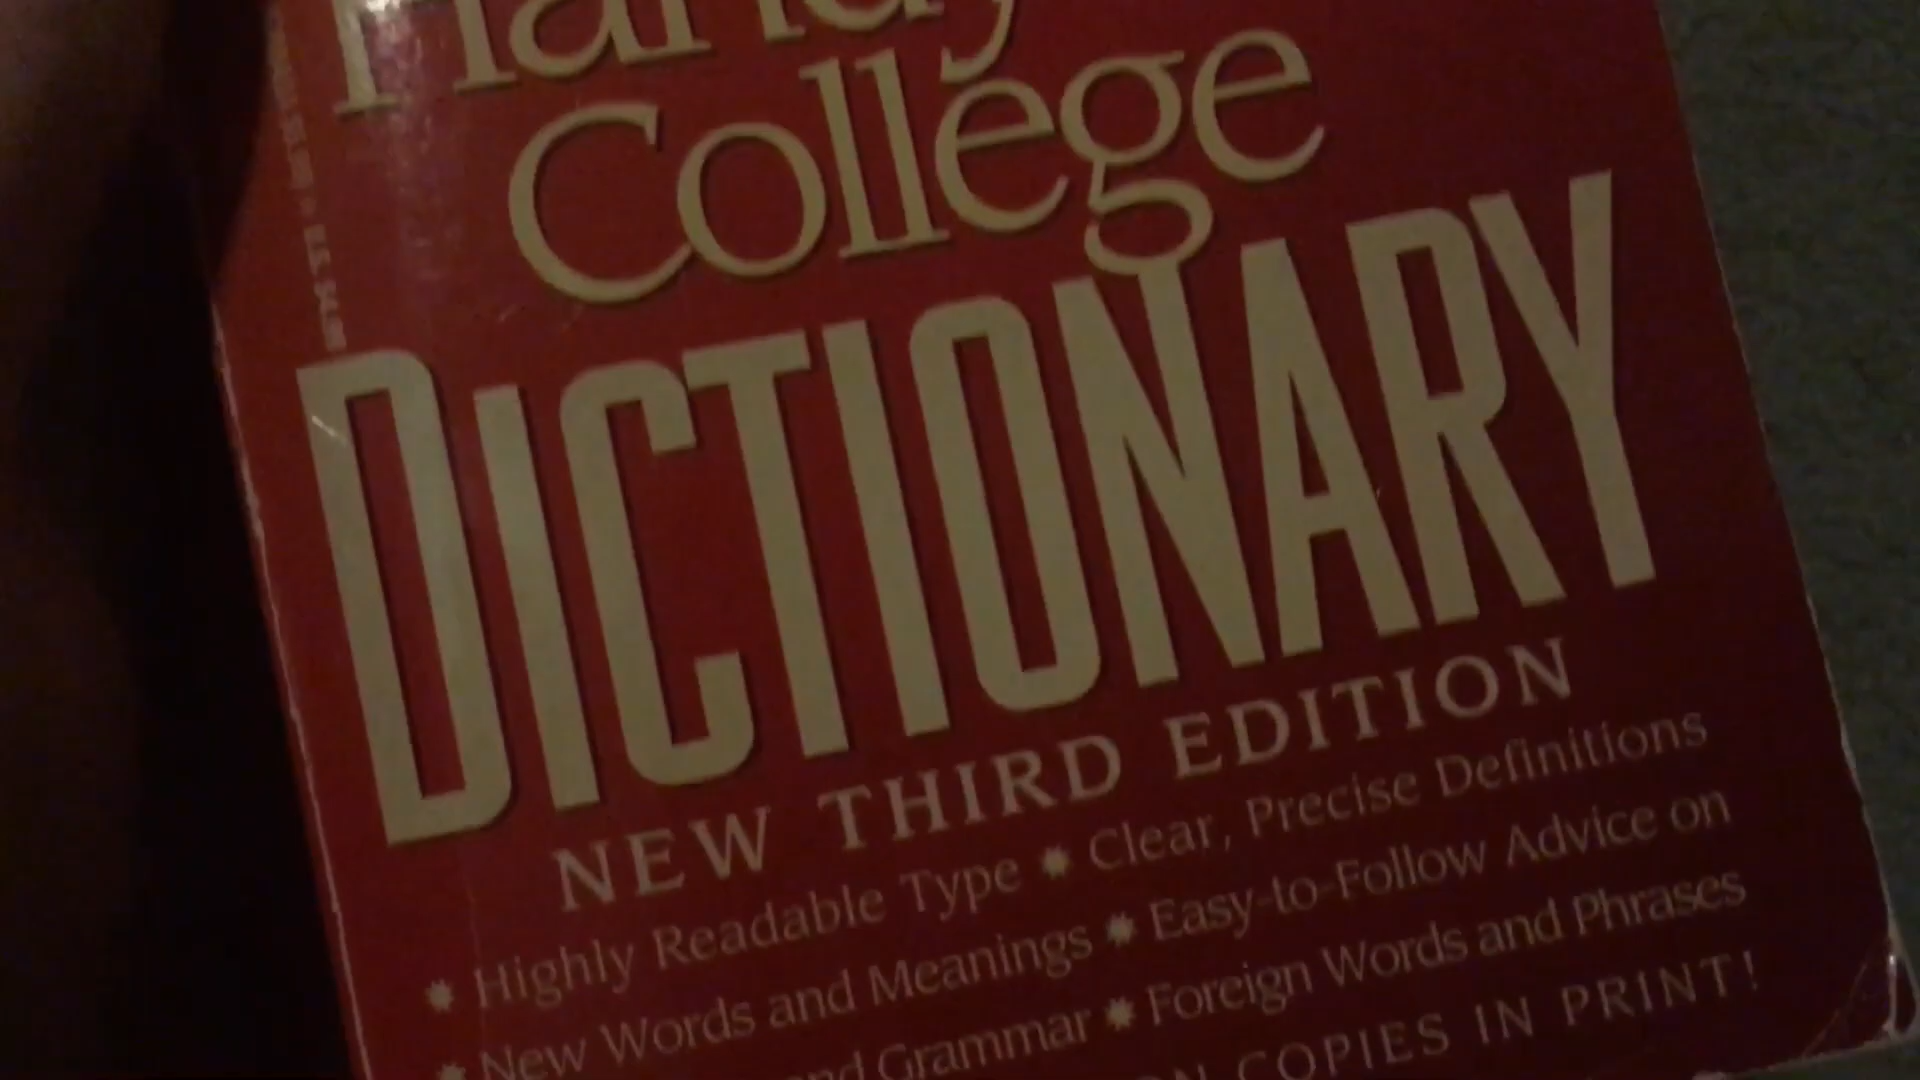 Handy
College
DICTIONARY
NEW THIRD EDITION
* Highly Readable Type * Clear, Precise Definitions
* New Words and Meanings * Easy-to-Follow Advice on
Grammar * Foreign Words and Phrases
COPIES IN PRINT!